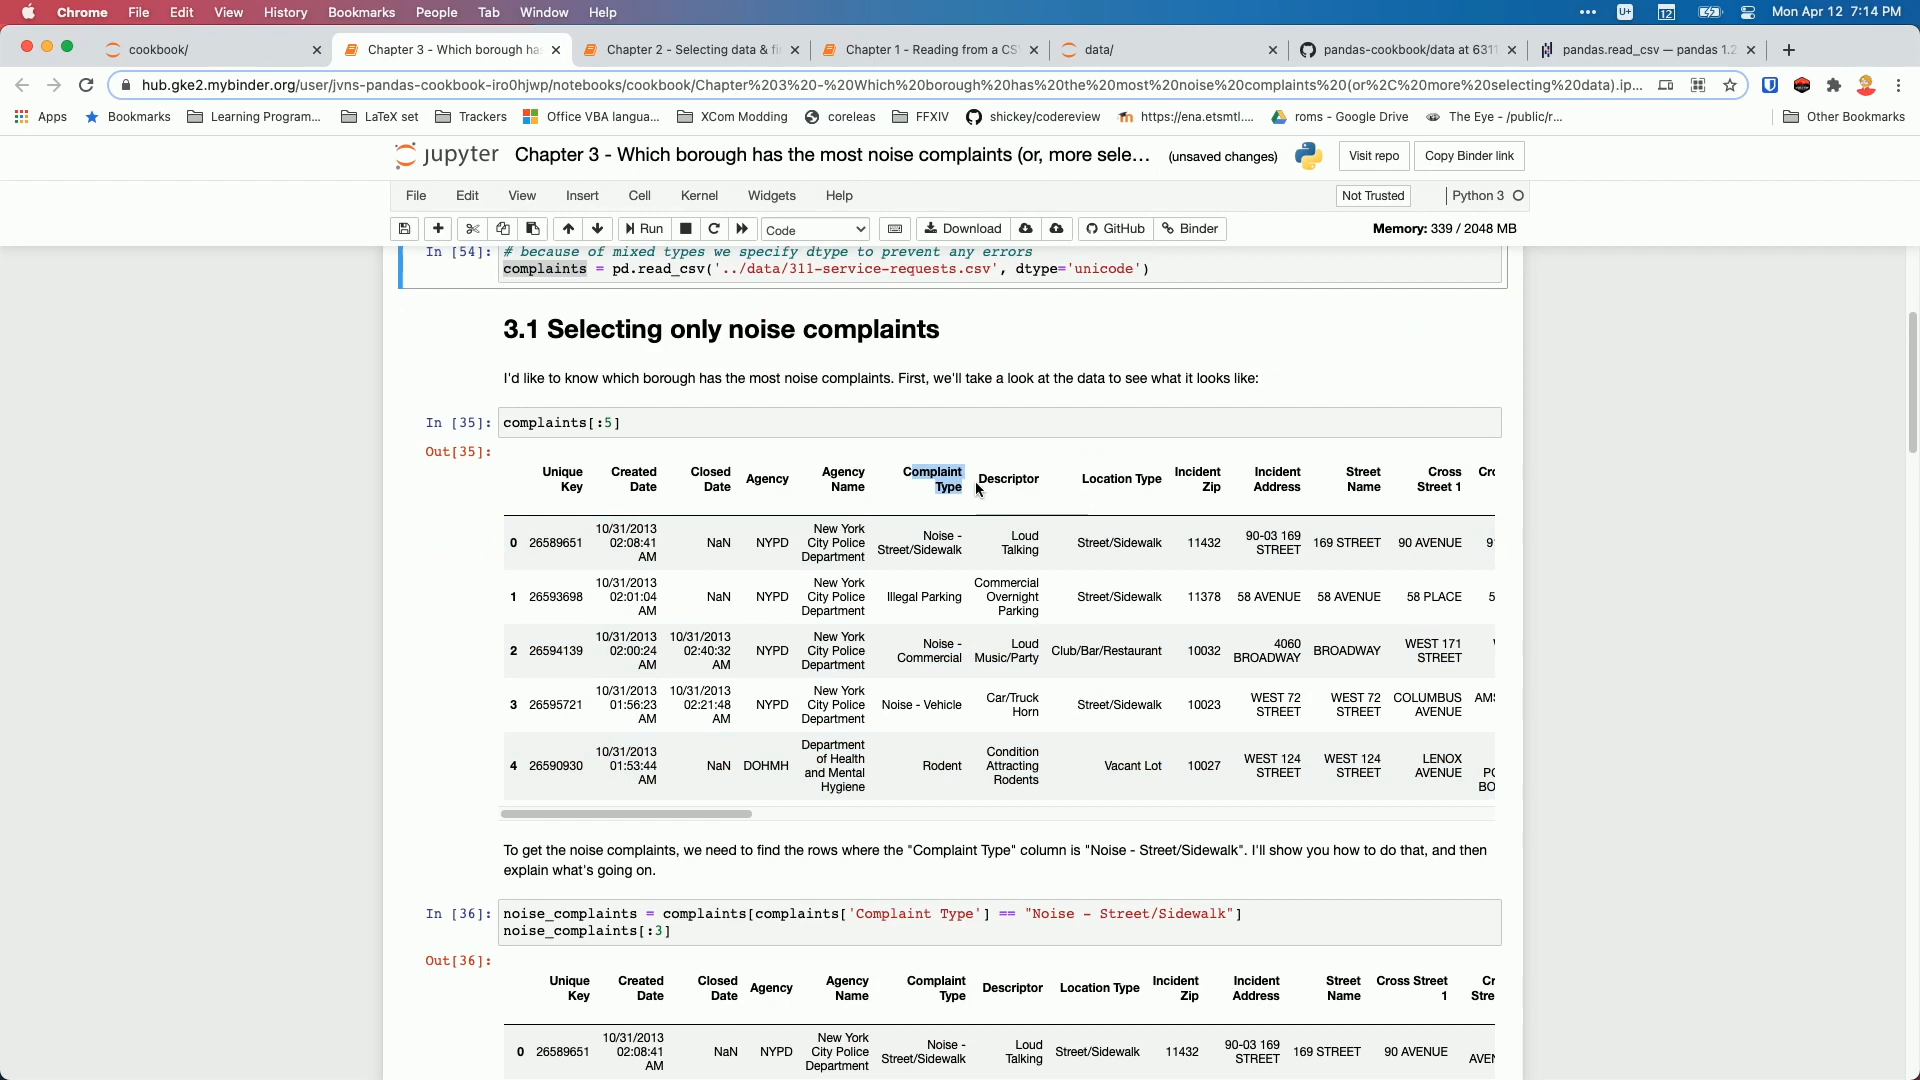 Chrome File Edit View History Bookmarks People Tab Window Help
U+ 12 Mon Apr 12 7:14 PM
cookbook/ Chapter 3 - Which borough ha Chapter 2 - Selecting data & fi Chapter 1 - Reading from a CS data/ pandas-cookbook/data at 631 pandas.read_csv — pandas 1.2
hub.gke2.mybinder.org/user/jvns-pandas-cookbook-iro0hjwp/notebooks/cookbook/Chapter%203%20-%20Which%20borough%20has%20the%20most%20noise%20complaints%20(or%2C%20more%20selecting%20data).ip...
Apps Bookmarks Learning Program... LaTeX set Trackers Office VBA langua... XCom Modding coreleas FFXIV shickey/codereview https://ena.etsmtl.... roms - Google Drive The Eye - /public/r... Other Bookmarks
jupyter Chapter 3 - Which borough has the most noise complaints (or, more sele... (unsaved changes) Visit repo Copy Binder link
File Edit View Insert Cell Kernel Widgets Help Not Trusted Python 3
Run Code Download GitHub Binder Memory: 339 / 2048 MB
In [54]: # because of mixed types we specify dtype to prevent any errors
complaints = pd.read_csv('../data/311-service-requests.csv', dtype='unicode')
3.1 Selecting only noise complaints
I'd like to know which borough has the most noise complaints. First, we'll take a look at the data to see what it looks like:
In [35]: complaints[:5]
Out[35]:
Unique Key Created Date Closed Date Agency Agency Name Complaint Type Descriptor Location Type Incident Zip Incident Address Street Name Cross Street 1 Cro
0 26589651 10/31/2013 02:08:41 AM NaN NYPD New York City Police Department Noise - Street/Sidewalk Loud Talking Street/Sidewalk 11432 90-03 169 STREET 169 STREET 90 AVENUE 9
1 26593698 10/31/2013 02:01:04 AM NaN NYPD New York City Police Department Illegal Parking Commercial Overnight Parking Street/Sidewalk 11378 58 AVENUE 58 AVENUE 58 PLACE 5
2 26594139 10/31/2013 02:00:24 AM 10/31/2013 02:40:32 AM NYPD New York City Police Department Noise - Commercial Loud Music/Party Club/Bar/Restaurant 10032 4060 BROADWAY BROADWAY WEST 171 STREET
3 26595721 10/31/2013 01:56:23 AM 10/31/2013 02:21:48 AM NYPD New York City Police Department Noise - Vehicle Car/Truck Horn Street/Sidewalk 10023 WEST 72 STREET WEST 72 STREET COLUMBUS AVENUE AM
4 26590930 10/31/2013 01:53:44 AM NaN DOHMH Department of Health and Mental Hygiene Rodent Condition Attracting Rodents Vacant Lot 10027 WEST 124 STREET WEST 124 STREET LENOX AVENUE PO BO
To get the noise complaints, we need to find the rows where the "Complaint Type" column is "Noise - Street/Sidewalk". I'll show you how to do that, and then
explain what's going on.
In [36]: noise_complaints = complaints[complaints['Complaint Type'] == "Noise - Street/Sidewalk"]
noise_complaints[:3]
Out[36]:
Unique Key Created Date Closed Date Agency Agency Name Complaint Type Descriptor Location Type Incident Zip Incident Address Street Name Cross Street 1 Cr Stre
0 26589651 10/31/2013 02:08:41 AM NaN NYPD New York City Police Department Noise - Street/Sidewalk Loud Talking Street/Sidewalk 11432 90-03 169 STREET 169 STREET 90 AVENUE AVEN